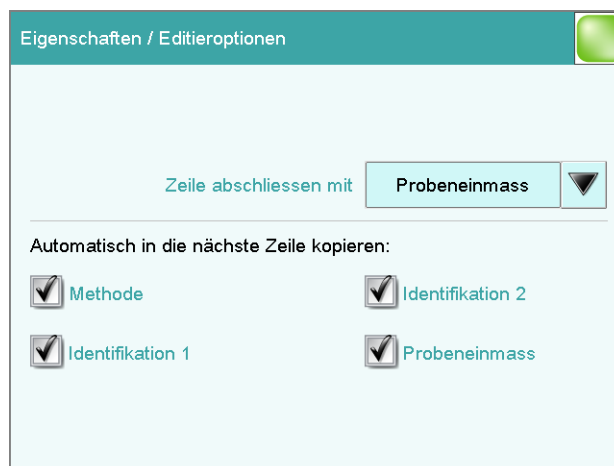 Eigenschaften / Editieroptionen
Zeile abschliessen mit Probeneinmass
Automatisch in die nächste Zeile kopieren:
Methode Identifikation 2
Identifikation 1 Probeneinmass